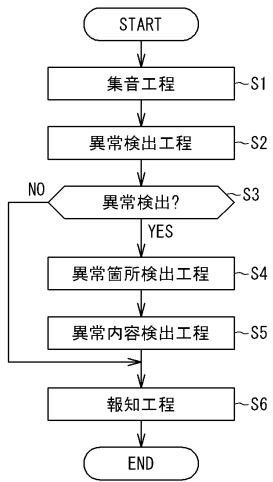 START
集音工程
S1
異常検出工程
S2
異常検出?
S3
NO
YES
異常箇所検出工程
S4
異常内容検出工程
S5
報知工程
S6
END